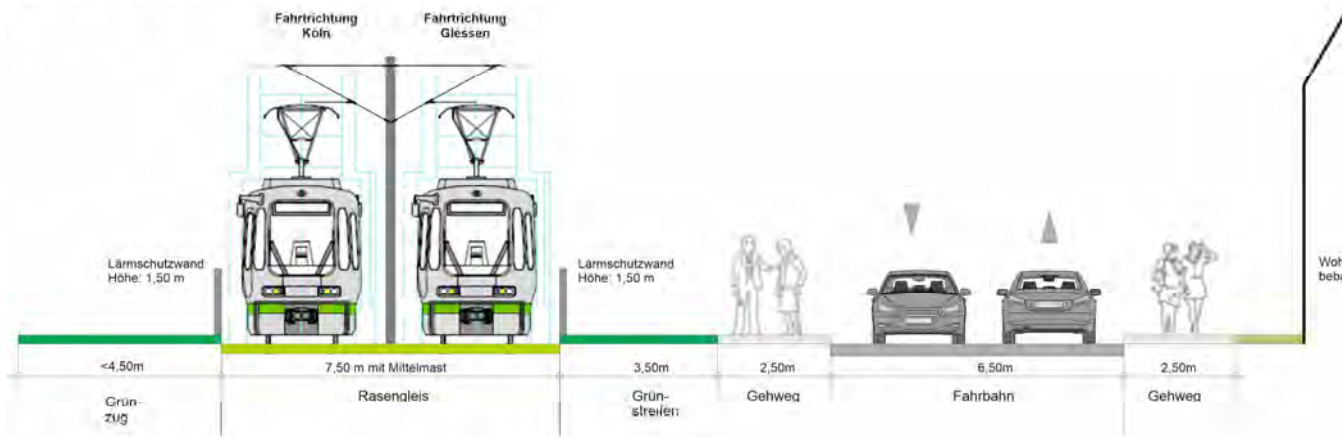 Fahrtrichtung
Köln
Fahrtrichtung
Glessen
Lärmschutzwand
Höhe: 1,50 m
Lärmschutzwand
Höhe: 1,50 m
<4,50m
7,50 m mit Mittelmast
3,50m
2,50m
6,50m
2,50m
Grün-
zug
Rasengleis
Grün-
streifen
Gehweg
Fahrbahn
Gehweg